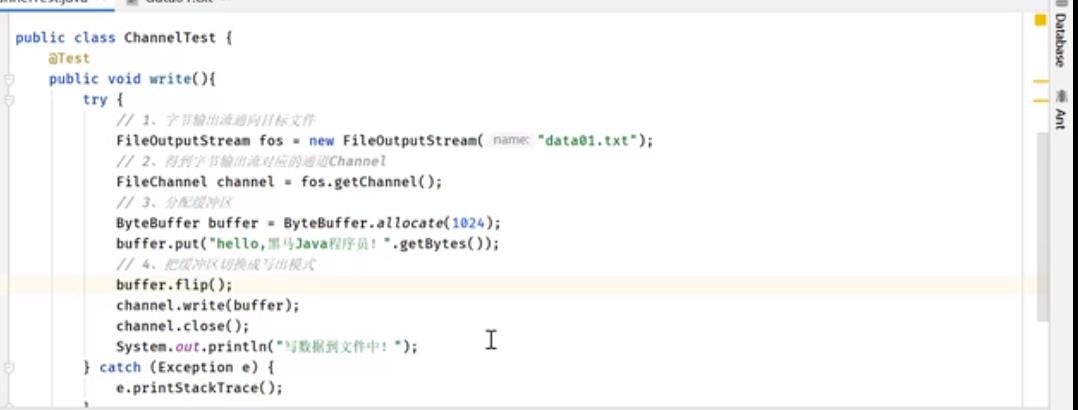 data01.txt
public class ChannelTest {
@Test
public void write(){
try {
// 1、字节输出流通向目标文件
FileOutputStream fos = new FileOutputStream( name: "data01.txt");
// 2、得到字节输出流对应的通道Channel
FileChannel channel = fos.getChannel();
// 3、分配缓冲区
ByteBuffer buffer = ByteBuffer.allocate(1024);
buffer.put("hello,黑马Java程序员！".getBytes());
// 4、把缓冲区切换成写出模式
buffer.flip();
channel.write(buffer);
channel.close();
System.out.println("写数据到文件中！");
} catch (Exception e) {
e.printStackTrace();
Database
Ant